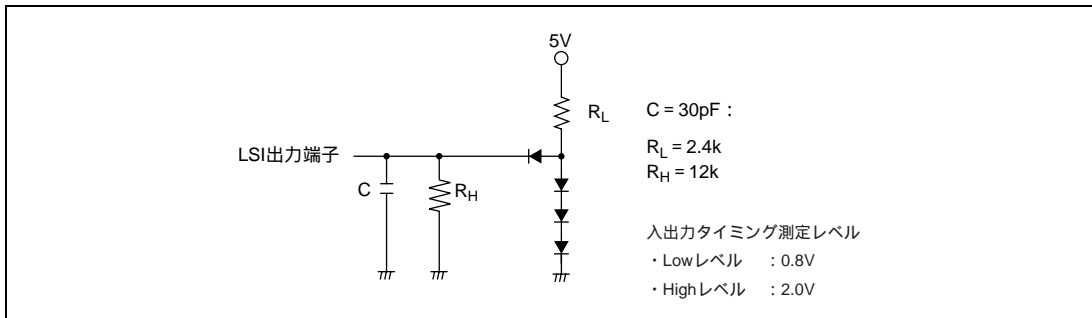 5V
R_L
C = 30pF :
R_L = 2.4k
R_H = 12k
LSI出力端子
C
R_H
入出力タイミング測定レベル
・Lowレベル : 0.8V
・Highレベル : 2.0V